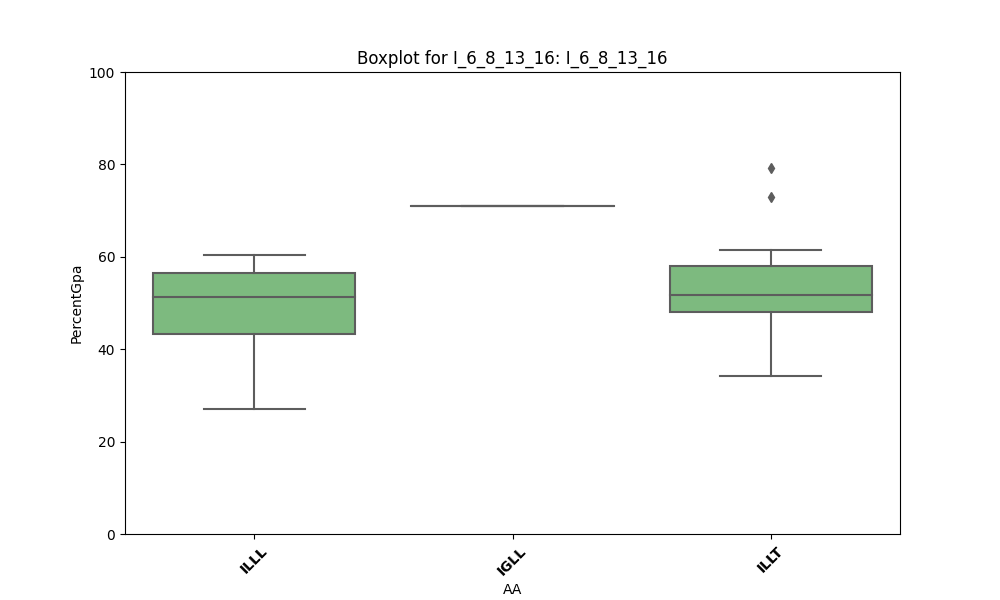 Boxplot for I_6_8_13_16: I_6_8_13_16
100
80
60
40
20
0
PercentGpa
ILLL
IGLL
ILLT
AA